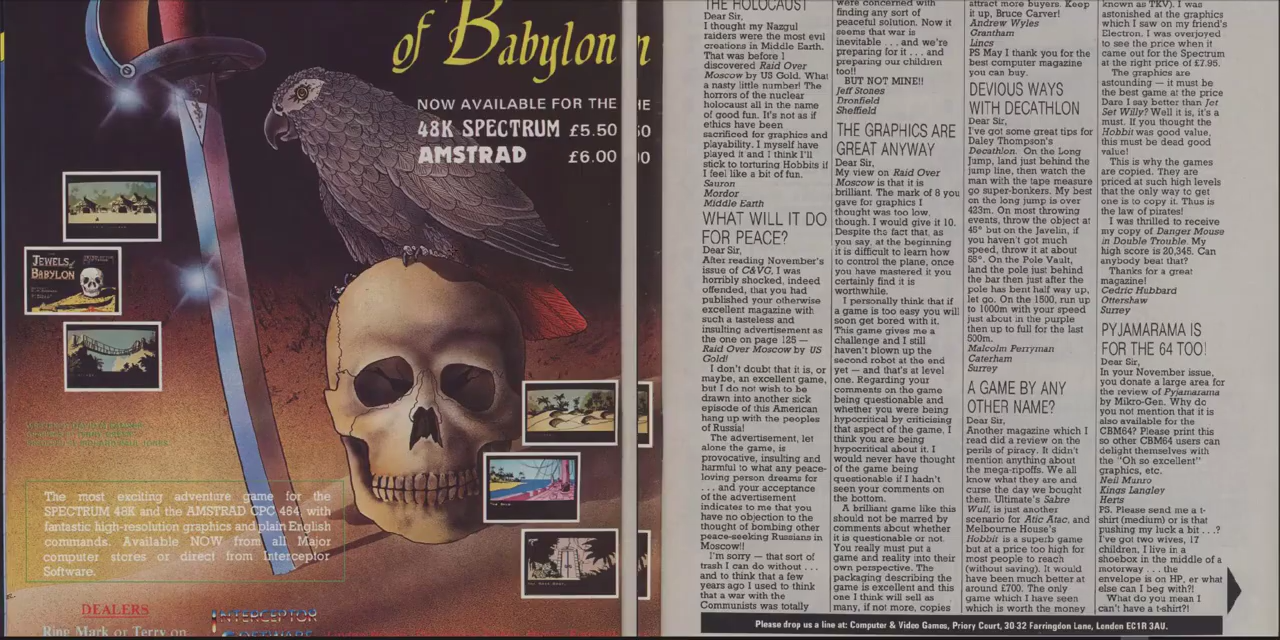 of Babylon
NOW AVAILABLE FOR THE
48K SPECTRUM £5.50
AMSTRAD £6.00
JEWELS of
BABYLON
The most exciting adventure game for the
SPECTRUM 48K and the AMSTRAD CPC 464, with
fantastic high-resolution graphics and plain English
commands. Available NOW from all Major
computer stores or direct from Interceptor
Software.
DEALERS
Ring Mark or Terry on
INTERCEPTOR
SOFTWARE
THE HOLOCAUST
Dear Sir,
I thought my Nazgul
raiders were the most evil
creations in Middle Earth.
That was before I
discovered Raid Over
Moscow by US Gold. What
a nasty little number! The
horrors of the nuclear
holocaust all in the name
of good fun. It's not as if
ethics have been
sacrificed for graphics and
playability. I myself have
played it and I think I'll
stick to torturing Hobbits if
I feel like a bit of fun.
Sauron
Mordor
Middle Earth
WHAT WILL IT DO
FOR PEACE?
Dear Sir,
After reading November's
issue of C&VG, I was
horribly shocked, indeed
offended, that you had
published your otherwise
excellent magazine with
such a tasteless and
insulting advertisement as
the one on page 125 —
Raid Over Moscow by US
Gold!
I don't doubt that it is, or
maybe, an excellent game,
but I do not wish to be
drawn into another sick
episode of this American
hang up with the peoples
of Russia!
The advertisement, let
alone the game, is
provocative, insulting and
harmful to what any peace-
loving person dreams for
. . . and your acceptance
of the advertisement
indicates to me that you
have no objection to the
thought of bombing other
peace-seeking Russians in
Moscow!!
I'm sorry — that sort of
trash I can do without . . .
and to think that a few
years ago I used to think
that a war with the
Communists was totally
were concerned with
finding any sort of
peaceful solution. Now it
seems that war is
inevitable . . . and we're
preparing for it . . . and
preparing our children
too!!
BUT NOT MINE!!
Jeff Stones
Dronfield
Sheffield
THE GRAPHICS ARE
GREAT ANYWAY
Dear Sir,
My view on Raid Over
Moscow is that it is
brilliant. The mark of 8 you
gave for graphics I
thought was too low,
though. I would give it 10.
Despite the fact that, as
you say, at the beginning
it is difficult to learn how
to control the plane, once
you have mastered it you
certainly find it is
worthwhile.
I personally think that if
a game is too easy you will
soon get bored with it.
This game gives me a
challenge and I still
haven't blown up the
second robot at the end
yet — and that's at level
one. Regarding your
comments on the game
being questionable and
whether you were being
hypocritical by criticising
that aspect of the game, I
think you are being
hypocritical about it. I
would never have thought
of the game being
questionable if I hadn't
seen your comments on
the bottom.
A brilliant game like this
should not be marred by
comments about whether
it is questionable or not.
You really must put a
game and reality into their
own perspective. The
packaging describing the
game is excellent and this
one I think will sell as
many, if not more, copies
attract more buyers. Keep
it up, Bruce Carver!
Andrew Wyles
Grantham
Lincs
PS May I thank you for the
best computer magazine
you can buy.
DEVIOUS WAYS
WITH DECATHLON
Dear Sir,
I've got some great tips for
Daley Thompson's
Decathlon. On the Long
Jump, land just behind the
jump line, then watch the
man with the tape measure
go super-bonkers. My best
on the long jump is over
423m. On most throwing
events, throw the object at
45° but on the Javelin, if
you haven't got much
speed, throw it at about
55°. On the Pole Vault,
land the pole just behind
the bar then just after the
pole has bent half way up,
let go. On the 1500, run up
to 1000m with your speed
just about in the purple
then up to full for the last
500m.
Malcolm Perryman
Caterham
Surrey
A GAME BY ANY
OTHER NAME?
Dear Sir,
Another magazine which I
read did a review on the
perils of piracy. It didn't
mention anything about
the mega-ripoffs. We all
know what they are and
curse the day we bought
them. Ultimate's Sabre
Wulf, is just another
scenario for Atic Atac, and
Melbourne House's
Hobbit is a superb game
but at a price too high for
most people to reach
(without saving). It would
have been much better at
around £700. The only
game which I have seen
which is worth the money
known as TKV). I was
astonished at the graphics
which I saw on my friend's
Electron. I was overjoyed
to see the price when it
came out for the Spectrum
at the right price of £7.95.
The graphics are
astounding — it must be
the best game at the price
Dare I say better than Jet
Set Willy? Well it is, it's a
must. If you thought the
Hobbit was good value,
this must be dead good
value!
This is why the games
are copied. They are
priced at such high levels
that the only way to get
one is to copy it. Thus is
the law of pirates!
I was thrilled to receive
my copy of Danger Mouse
in Double Trouble. My
high score is 20,345. Can
anybody beat that?
Thanks for a great
magazine!
Cedric Hubbard
Ottershaw
Surrey
PYJAMARAMA IS
FOR THE 64 TOO!
Dear Sir,
In your November issue,
you donate a large area for
the review of Pyjamarama
by Mikro-Gen. Why do
you not mention that it is
also available for the
CBM64? Please print this
so other CBM64 users can
delight themselves with
the "Oh so excellent"
graphics, etc.
Neil Munro
Kings Langley
Herts
PS. Please send me a t-
shirt (medium) or is that
pushing my luck a bit . . .?
I've got two wives, 17
children, I live in a
shoebox in the middle of a
motorway . . . the
envelope is on HP, er what
else can I beg with?!
What do you mean I
can't have a t-shirt?!
Please drop us a line at: Computer & Video Games, Priory Court, 30-32 Farringdon Lane, London EC1R 3AU.